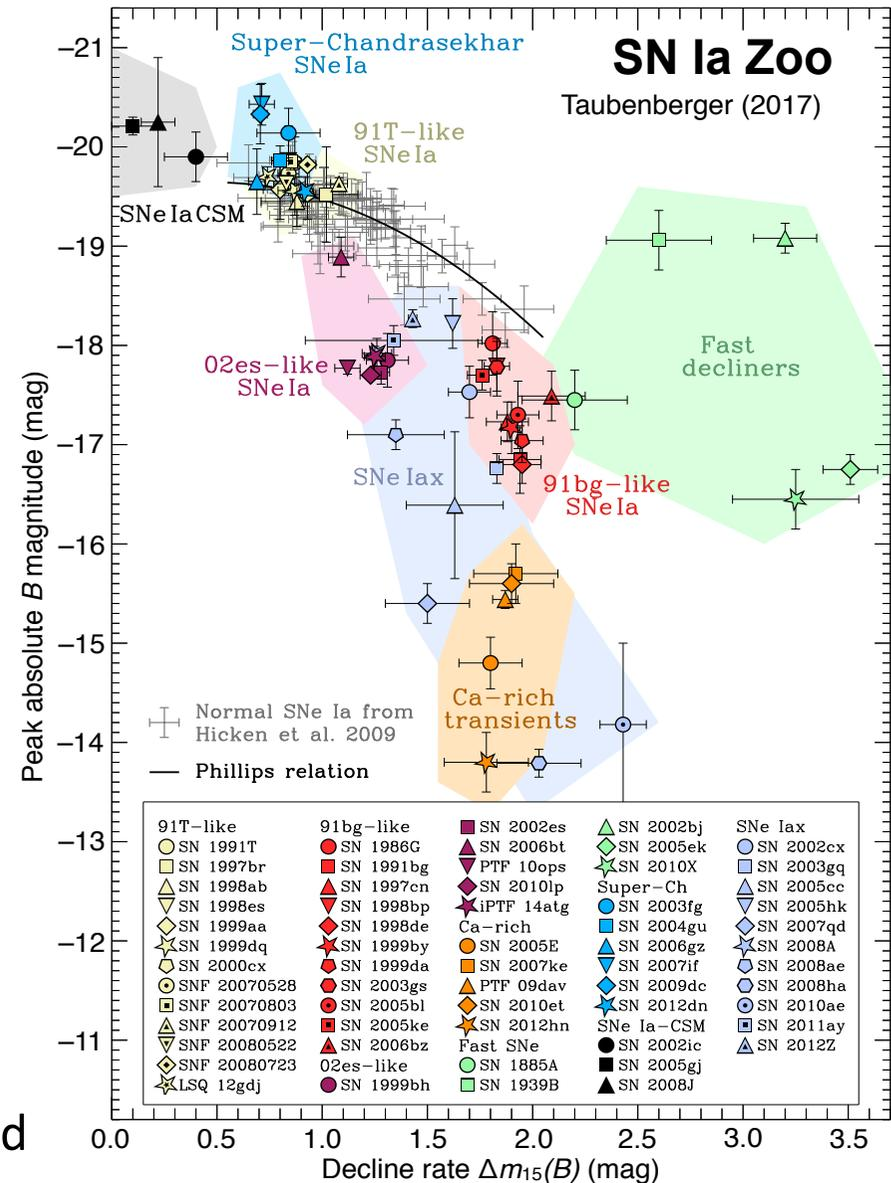 SN Ia Zoo
Taubenberger (2017)
Super-Chandrasekhar
SNe Ia
91T-like
SNe Ia
SNe Ia CSM
02es-like
SNe Ia
SNe Iax
91bg-like
SNe Ia
Fast
decliners
Ca-rich
transients
Normal SNe Ia from
Hicken et al. 2009
Phillips relation
Peak absolute B magnitude (mag)
−21
−20
−19
−18
−17
−16
−15
−14
−13
−12
−11
91T-like
SN 1991T
SN 1997br
SN 1998ab
SN 1998es
SN 1999aa
SN 1999dq
SN 2000cx
SNF 20070528
SNF 20070803
SNF 20070912
SNF 20080522
SNF 20080723
LSQ 12gdj
91bg-like
SN 1986G
SN 1991bg
SN 1997cn
SN 1998bp
SN 1998de
SN 1999by
SN 1999da
SN 2003gs
SN 2005bl
SN 2005ke
SN 2006bz
02es-like
SN 1999bh
SN 2002es
SN 2006bt
PTF 10ops
SN 2010lp
iPTF 14atg
Ca-rich
SN 2005E
SN 2007ke
PTF 09dav
SN 2010et
SN 2012hn
Fast SNe
SN 1885A
SN 1939B
SN 2002bj
SN 2005ek
SN 2010X
Super-Ch
SN 2003fg
SN 2004gu
SN 2006gz
SN 2007if
SN 2009dc
SN 2012dn
SNe Ia-CSM
SN 2002ic
SN 2005gj
SN 2008J
SNe Iax
SN 2002cx
SN 2003gq
SN 2005cc
SN 2005hk
SN 2007qd
SN 2008A
SN 2008ae
SN 2008ha
SN 2010ae
SN 2011ay
SN 2012Z
d
0.0 0.5 1.0 1.5 2.0 2.5 3.0 3.5
Decline rate Δm₁₅(B) (mag)